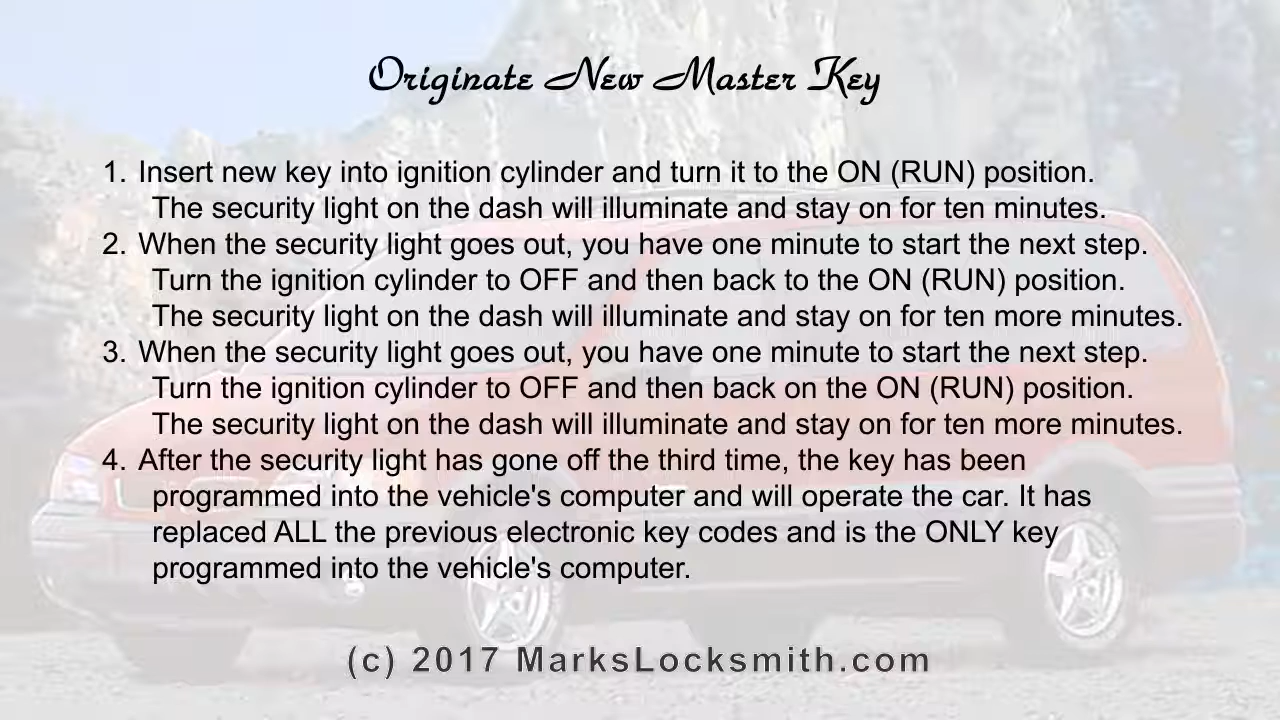 Originate New Master Key
1. Insert new key into ignition cylinder and turn it to the ON (RUN) position.
The security light on the dash will illuminate and stay on for ten minutes.
2. When the security light goes out, you have one minute to start the next step.
Turn the ignition cylinder to OFF and then back to the ON (RUN) position.
The security light on the dash will illuminate and stay on for ten more minutes.
3. When the security light goes out, you have one minute to start the next step.
Turn the ignition cylinder to OFF and then back on the ON (RUN) position.
The security light on the dash will illuminate and stay on for ten more minutes.
4. After the security light has gone off the third time, the key has been
programmed into the vehicle's computer and will operate the car. It has
replaced ALL the previous electronic key codes and is the ONLY key
programmed into the vehicle's computer.
(c) 2017 MarksLocksmith.com